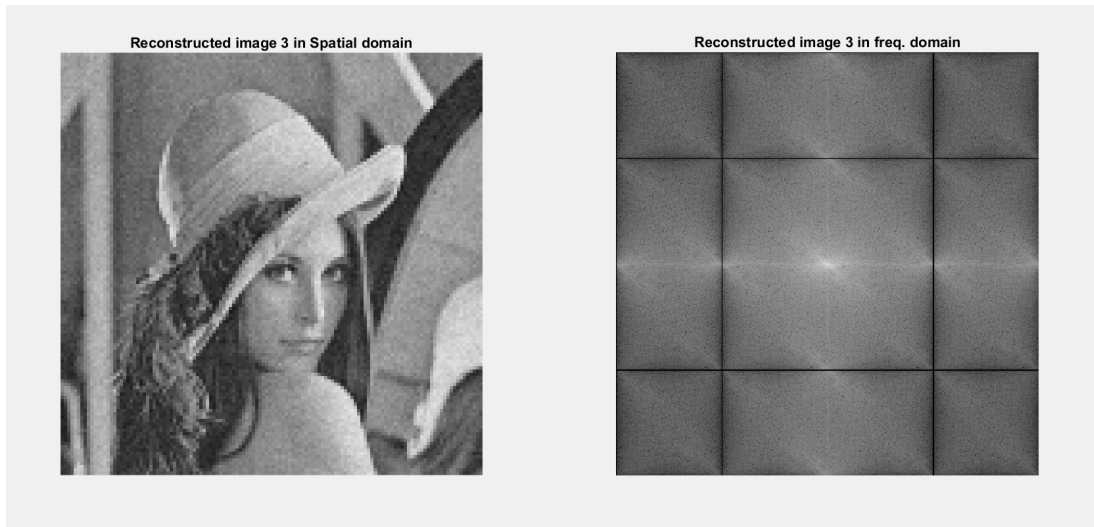 Reconstructed image 3 in Spatial domain
Reconstructed image 3 in freq. domain